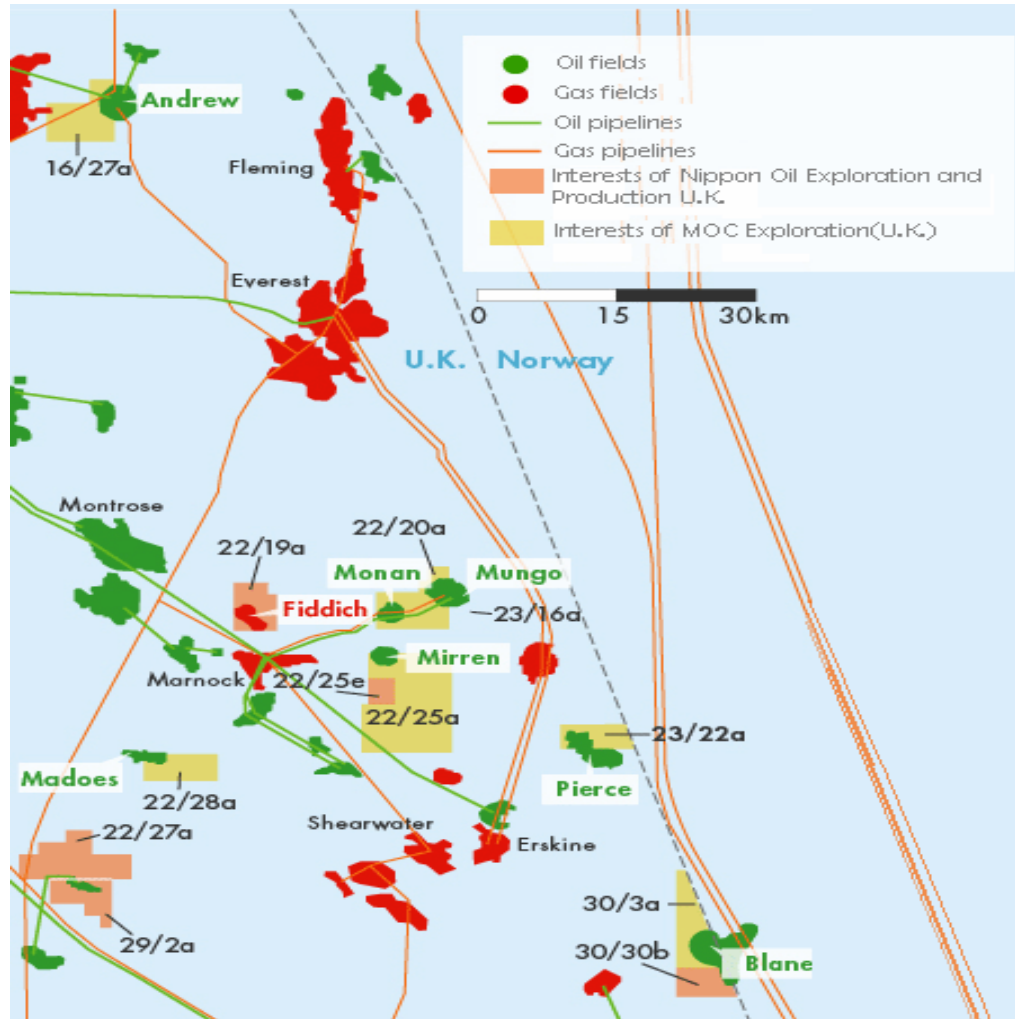 Oil fields
Gas fields
Oil pipelines
Gas pipelines
Interests of Nippon Oil Exploration and
Production U.K.
Interests of MOC Exploration(U.K.)
0 15 30km
Andrew
16/27a
Fleming
Everest
U.K. Norway
Montrose
22/19a
22/20a
Monan
Mungo
Fiddich
23/16a
Mirren
Marnock
22/25e
22/25a
23/22a
Madoes
Pierce
22/28a
22/27a
Shearwater
Erskine
30/3a
29/2a
30/30b
Blane